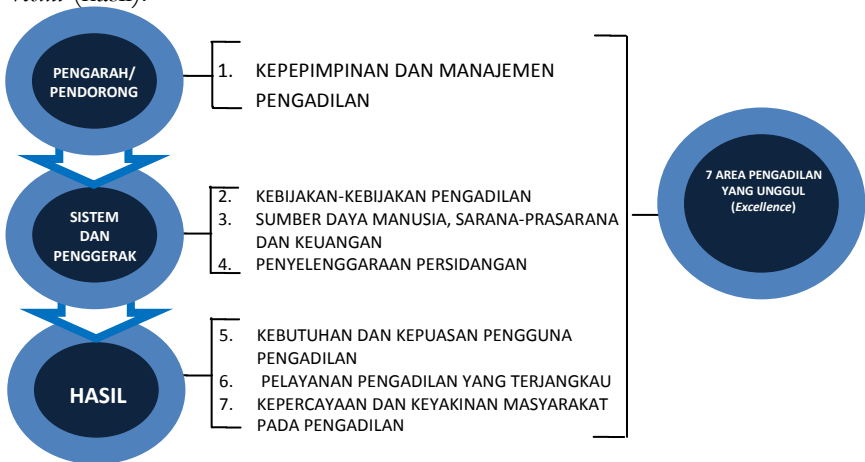 (hasil).
PENGARAH/
PENDORONG
1. KEPEPIMPINAN DAN MANAJEMEN
PENGADILAN
SISTEM
DAN
PENGGERAK
2. KEBIJAKAN-KEBIJAKAN PENGADILAN
3. SUMBER DAYA MANUSIA, SARANA-PRASARANA
DAN KEUANGAN
4. PENYELENGGARAAN PERSIDANGAN
HASIL
5. KEBUTUHAN DAN KEPUASAN PENGGUNA
PENGADILAN
6. PELAYANAN PENGADILAN YANG TERJANGKAU
7. KEPERCAYAAN DAN KEYAKINAN MASYARAKAT
PADA PENGADILAN
7 AREA PENGADILAN
YANG UNGGUL
(Excellence)